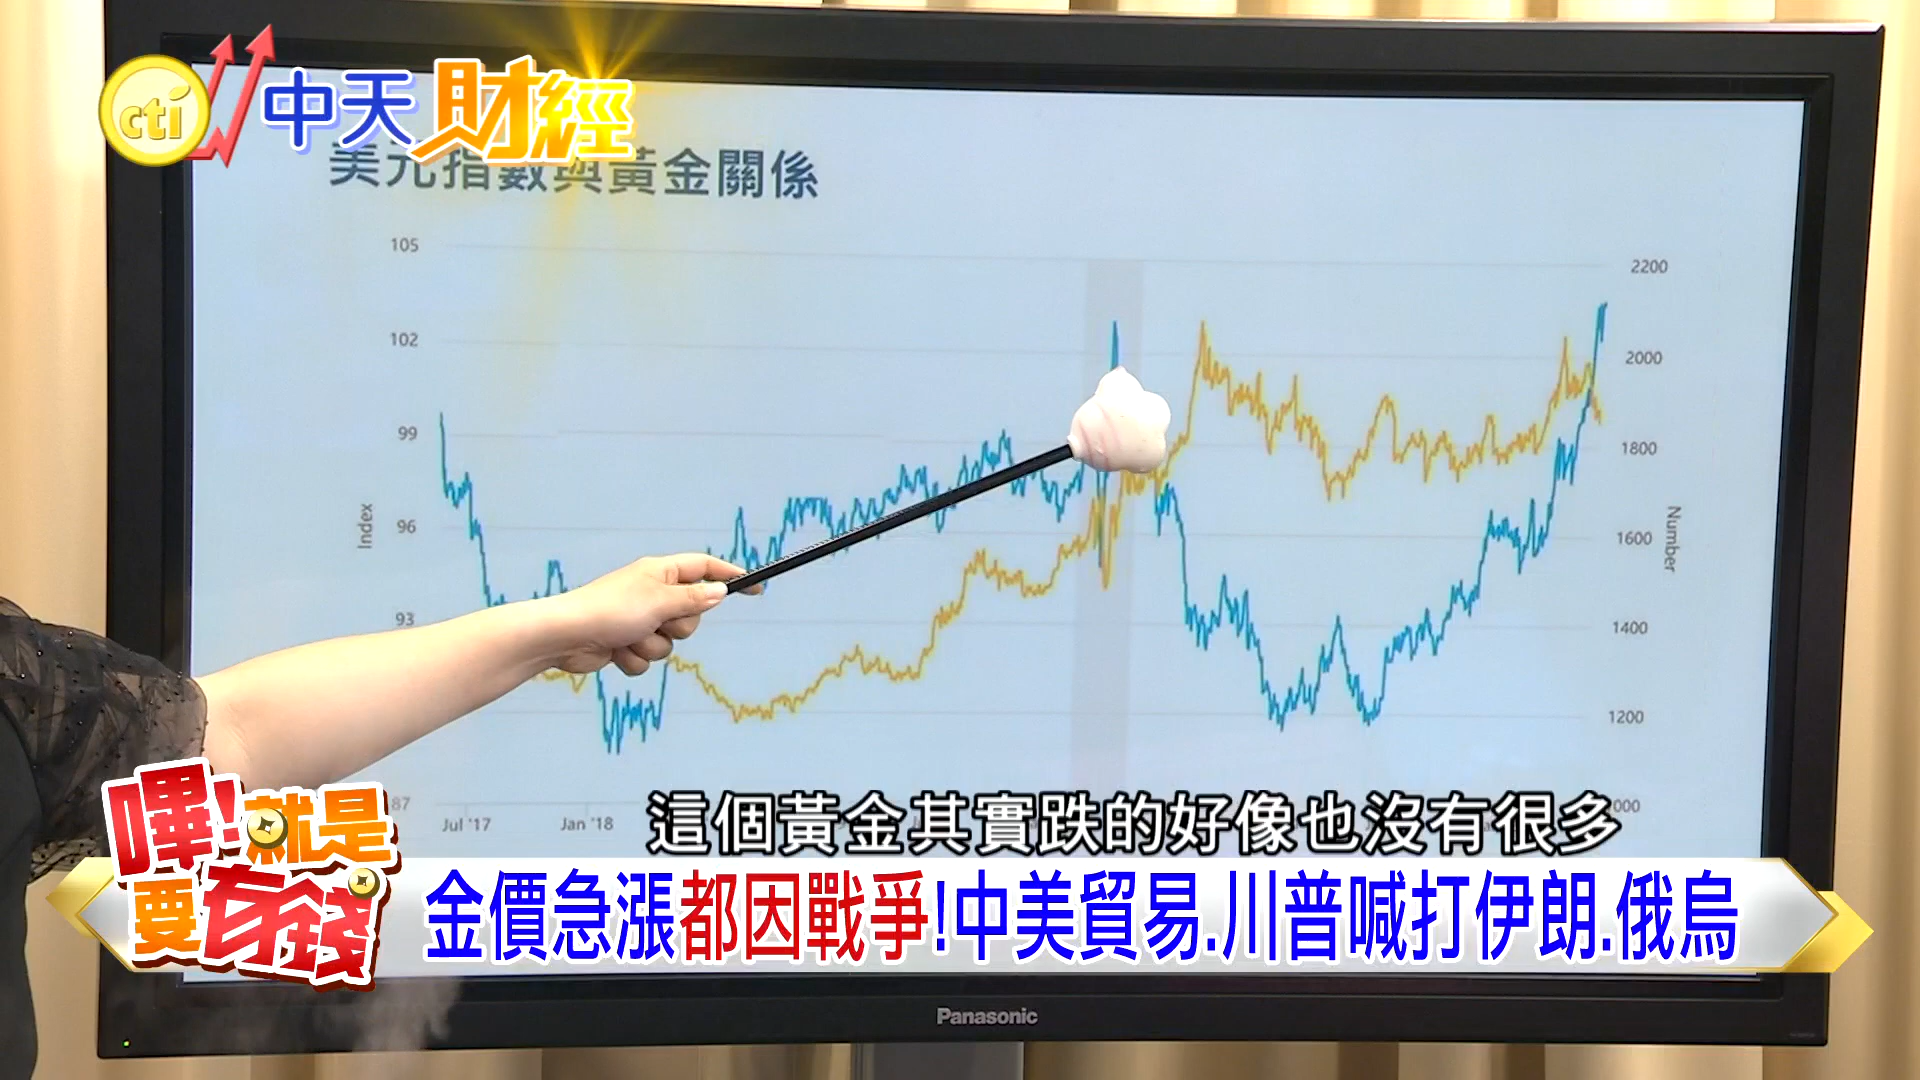 cti 中天財經
美元指數與黃金關係
105
102
99
96
93
87
Index
2200
2000
1800
1600
1400
1200
000
Number
Jul '17
Jan '18
這個黃金其實跌的好像也沒有很多
嗶!就是
要有錢
金價急漲都因戰爭!中美貿易.川普喊打伊朗.俄烏
Panasonic